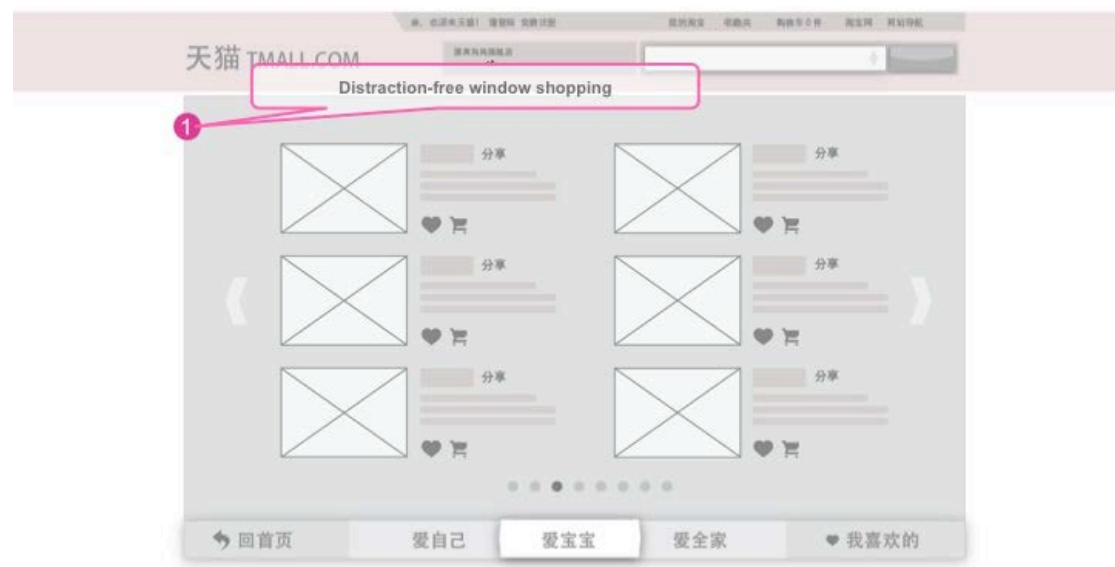 天猫 TMALL.COM
Distraction-free window shopping
1
分享
分享
分享
分享
分享
分享
回首页
爱自己
爱宝宝
爱全家
我喜欢的